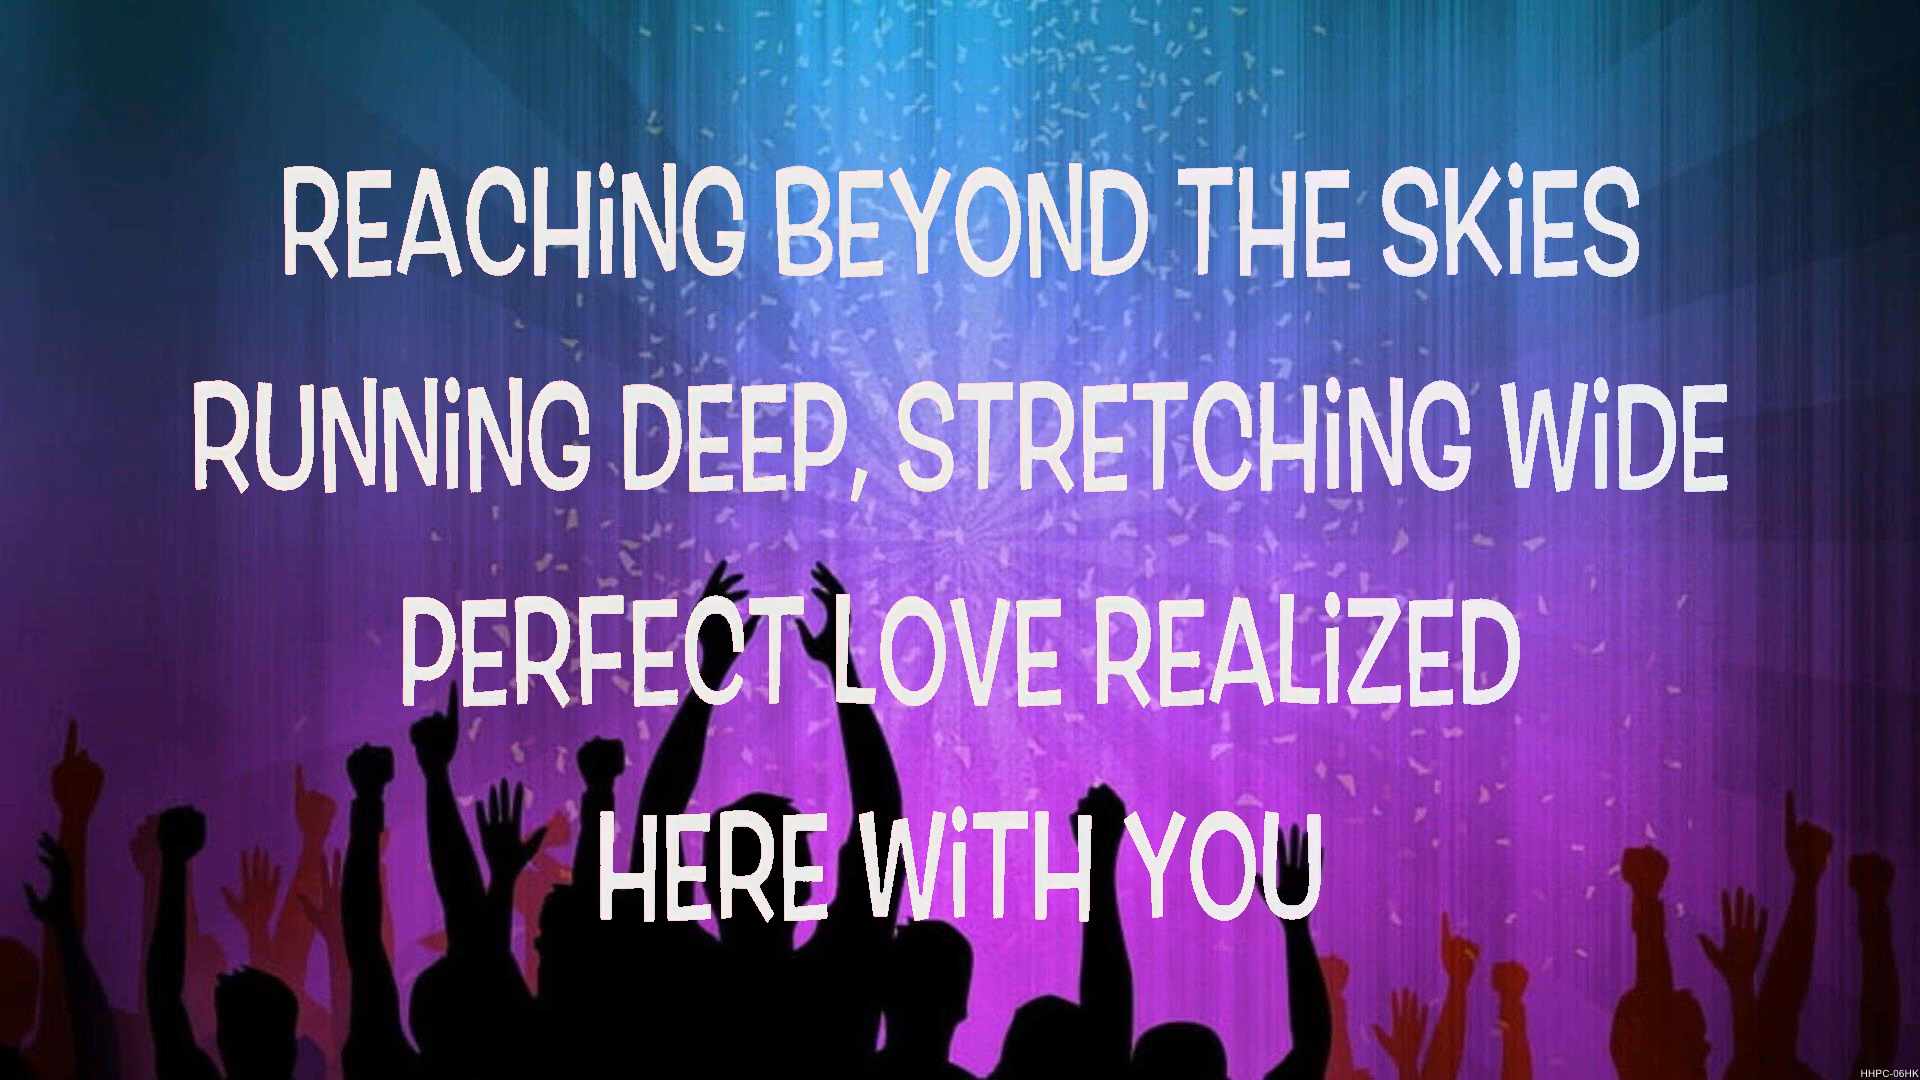 REACHiNG BEYOND THE SKiES
RUNNiNG DEEP, STRETCHiNG WiDE
PERFECT LOVE REALiZED
HERE WiTH YOU
HHPC-06HK